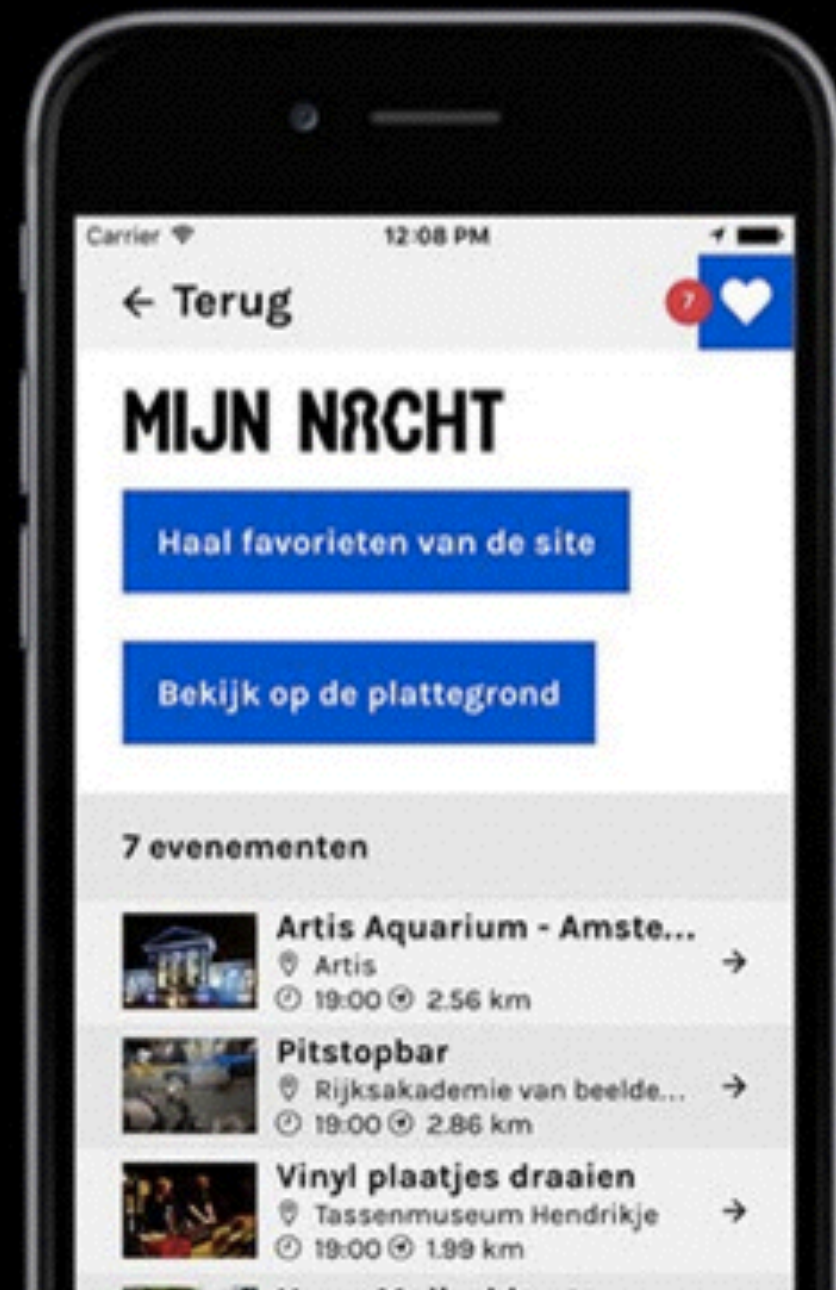 Carrier 12:08 PM
← Terug
7
MIJN NACHT
Haal favorieten van de site
Bekijk op de plattegrond
7 evenementen
Artis Aquarium - Amste...
Artis
19:00 2.56 km
Pitstopbar
Rijksakademie van beelde...
19:00 2.86 km
Vinyl plaatjes draaien
Tassenmuseum Hendrikje
19:00 1.99 km